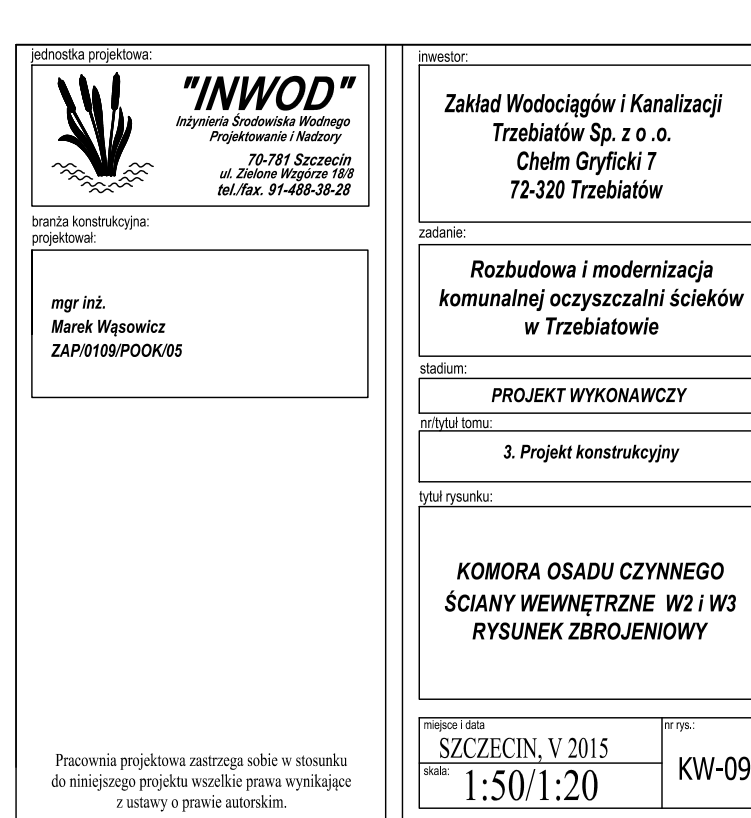 jednostka projektowa:
"INWOD"
Inżynieria Środowiska Wodnego
Projektowanie i Nadzory
70-781 Szczecin
ul. Zielone Wzgórze 18/8
tel./fax. 91-488-38-28
branża konstrukcyjna:
projektował:
mgr inż.
Marek Wąsowicz
ZAP/0109/POOK/05
Pracownia projektowa zastrzega sobie w stosunku
do niniejszego projektu wszelkie prawa wynikające
z ustawy o prawie autorskim.
inwestor:
Zakład Wodociągów i Kanalizacji
Trzebiatów Sp. z o .o.
Chełm Gryficki 7
72-320 Trzebiatów
zadanie:
Rozbudowa i modernizacja
komunalnej oczyszczalni ścieków
w Trzebiatowie
stadium:
PROJEKT WYKONAWCZY
nr/tytuł tomu:
3. Projekt konstrukcyjny
tytuł rysunku:
KOMORA OSADU CZYNNEGO
ŚCIANY WEWNĘTRZNE W2 i W3
RYSUNEK ZBROJENIOWY
miejsce i data
SZCZECIN, V 2015
skala:
1:50/1:20
nr rys.:
KW-09